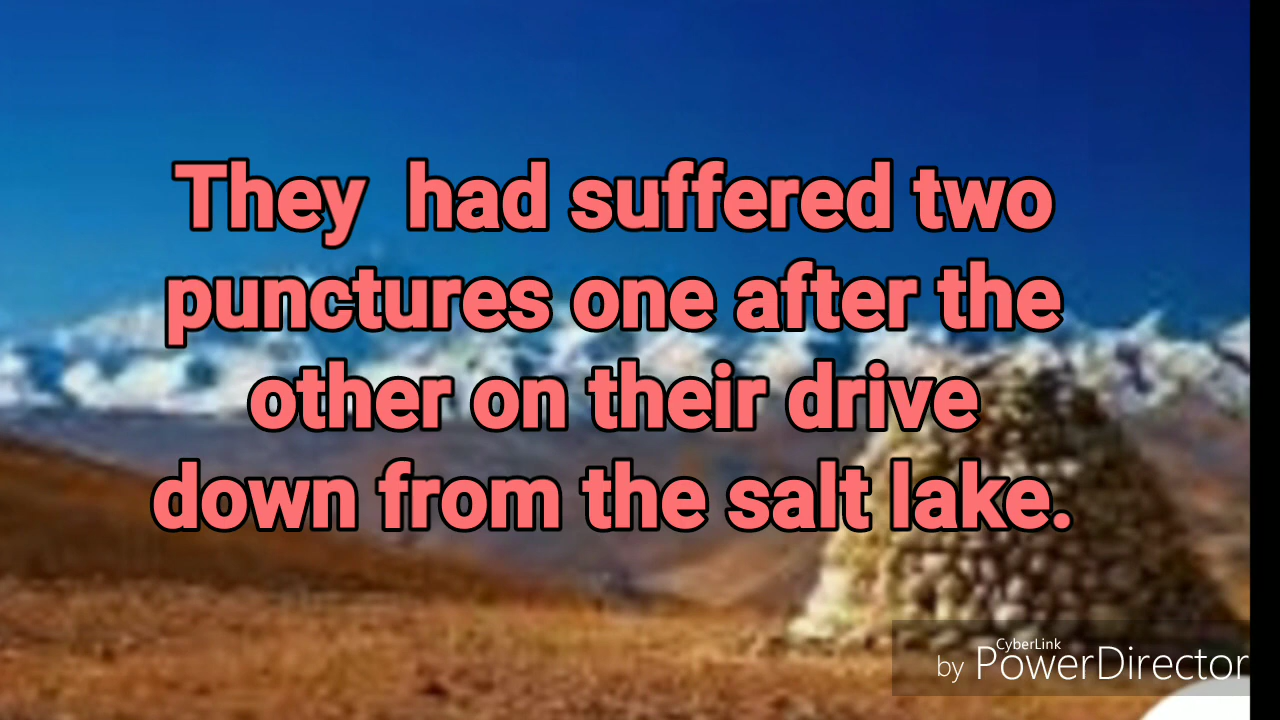 They  had suffered two
punctures one after the
other on their drive
down from the salt lake.
CyberLink
by PowerDirector